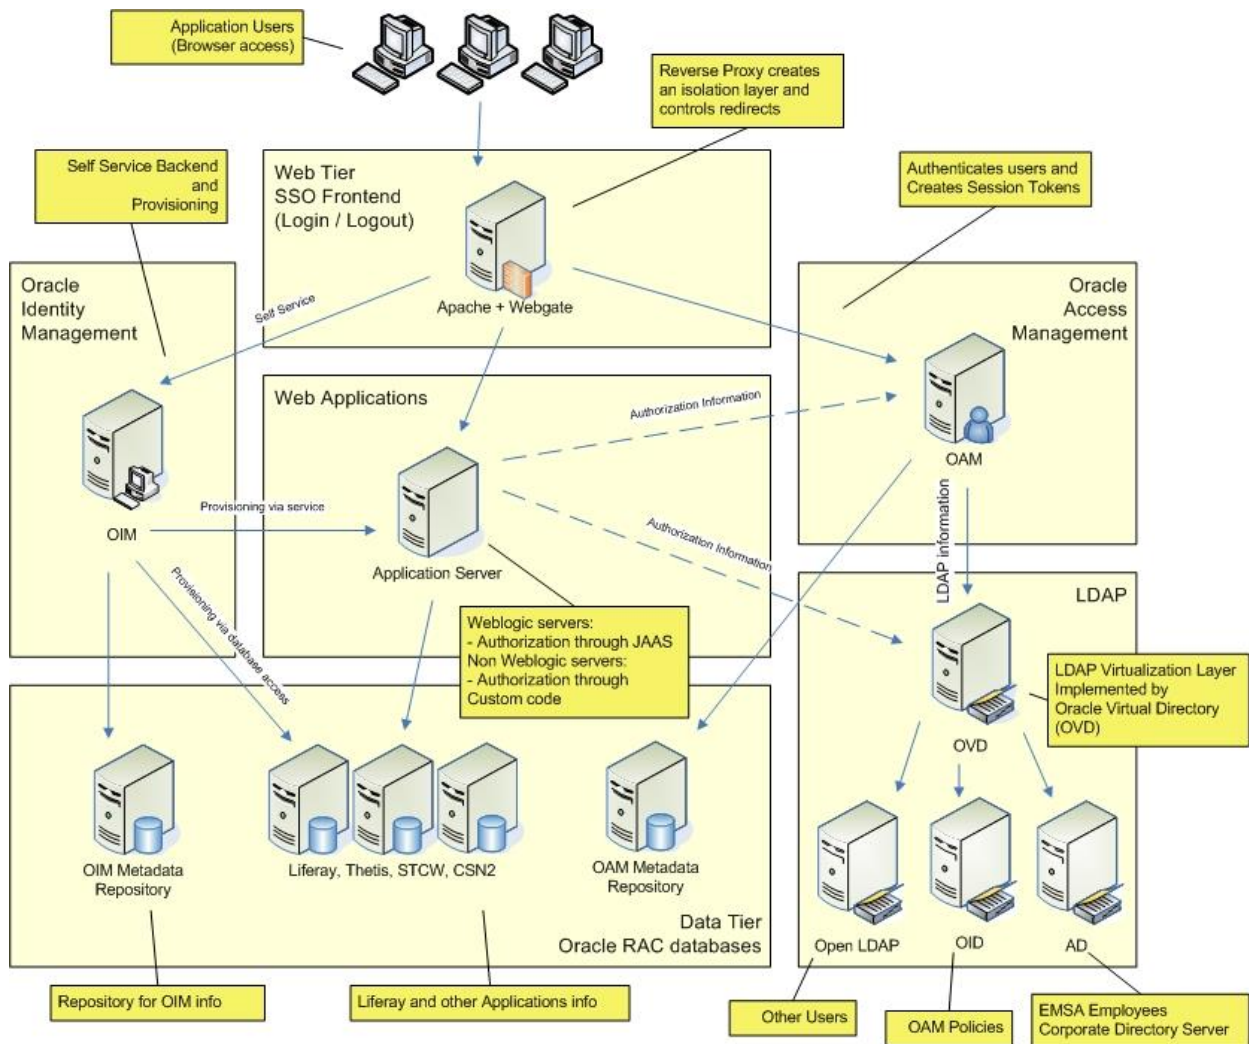 Application Users
(Browser access)
Reverse Proxy creates
an isolation layer and
controls redirects
Self Service Backend
and
Provisioning
Web Tier
SSO Frontend
(Login / Logout)
Authenticates users and
Creates Session Tokens
Apache + Webgate
Oracle
Identity
Management
Oracle
Access
Management
Self Service
Web Applications
Authorization Information
OAM
OIM
Provisioning via service
Application Server
Authorization Information
LDAP information
Provisioning via database access
Weblogic servers:
- Authorization through JAAS
Non Weblogic servers:
- Authorization through
Custom code
LDAP
LDAP Virtualization Layer
Implemented by
Oracle Virtual Directory
(OVD)
OVD
OIM Metadata
Repository
Liferay, Thetis, STCW, CSN2
OAM Metadata
Repository
Data Tier
Oracle RAC databases
Open LDAP
OID
AD
Repository for OIM info
Liferay and other Applications info
Other Users
OAM Policies
EMSA Employees
Corporate Directory Server